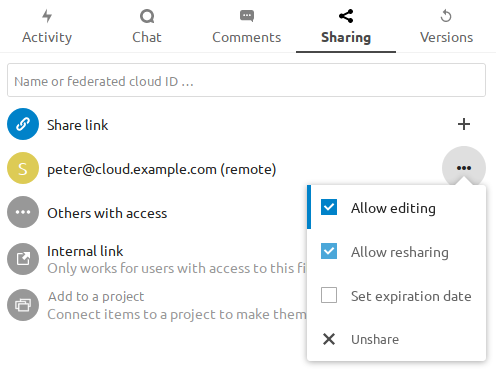 Activity
Chat
Comments
Sharing
Versions
Name or federated cloud ID ...
Share link
S
peter@cloud.example.com (remote)
Allow editing
Others with access
Allow resharing
Internal link
Only works for users with access to this
Set expiration date
Add to a project
Connect items to a project to make them
Unshare